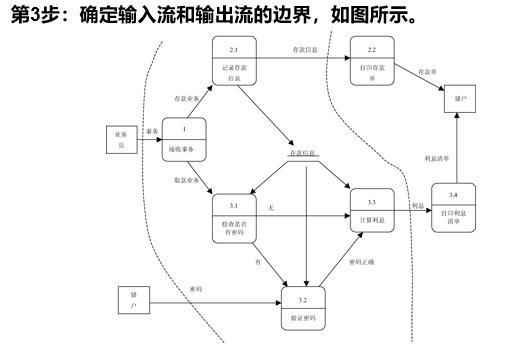 第3步：确定输入流和输出流的边界，如图所示。
2.1
记录存款
信息
存款信息
2.2
打印存款
单
存款单
储户
存款业务
业务
员
事务
1
接收事务
存款信息
利息清单
取款业务
3.1
检查是否
有密码
无
3.3
计算利息
利息
3.4
打印利息
清单
有
密码正确
储
户
密码
3.2
验证密码